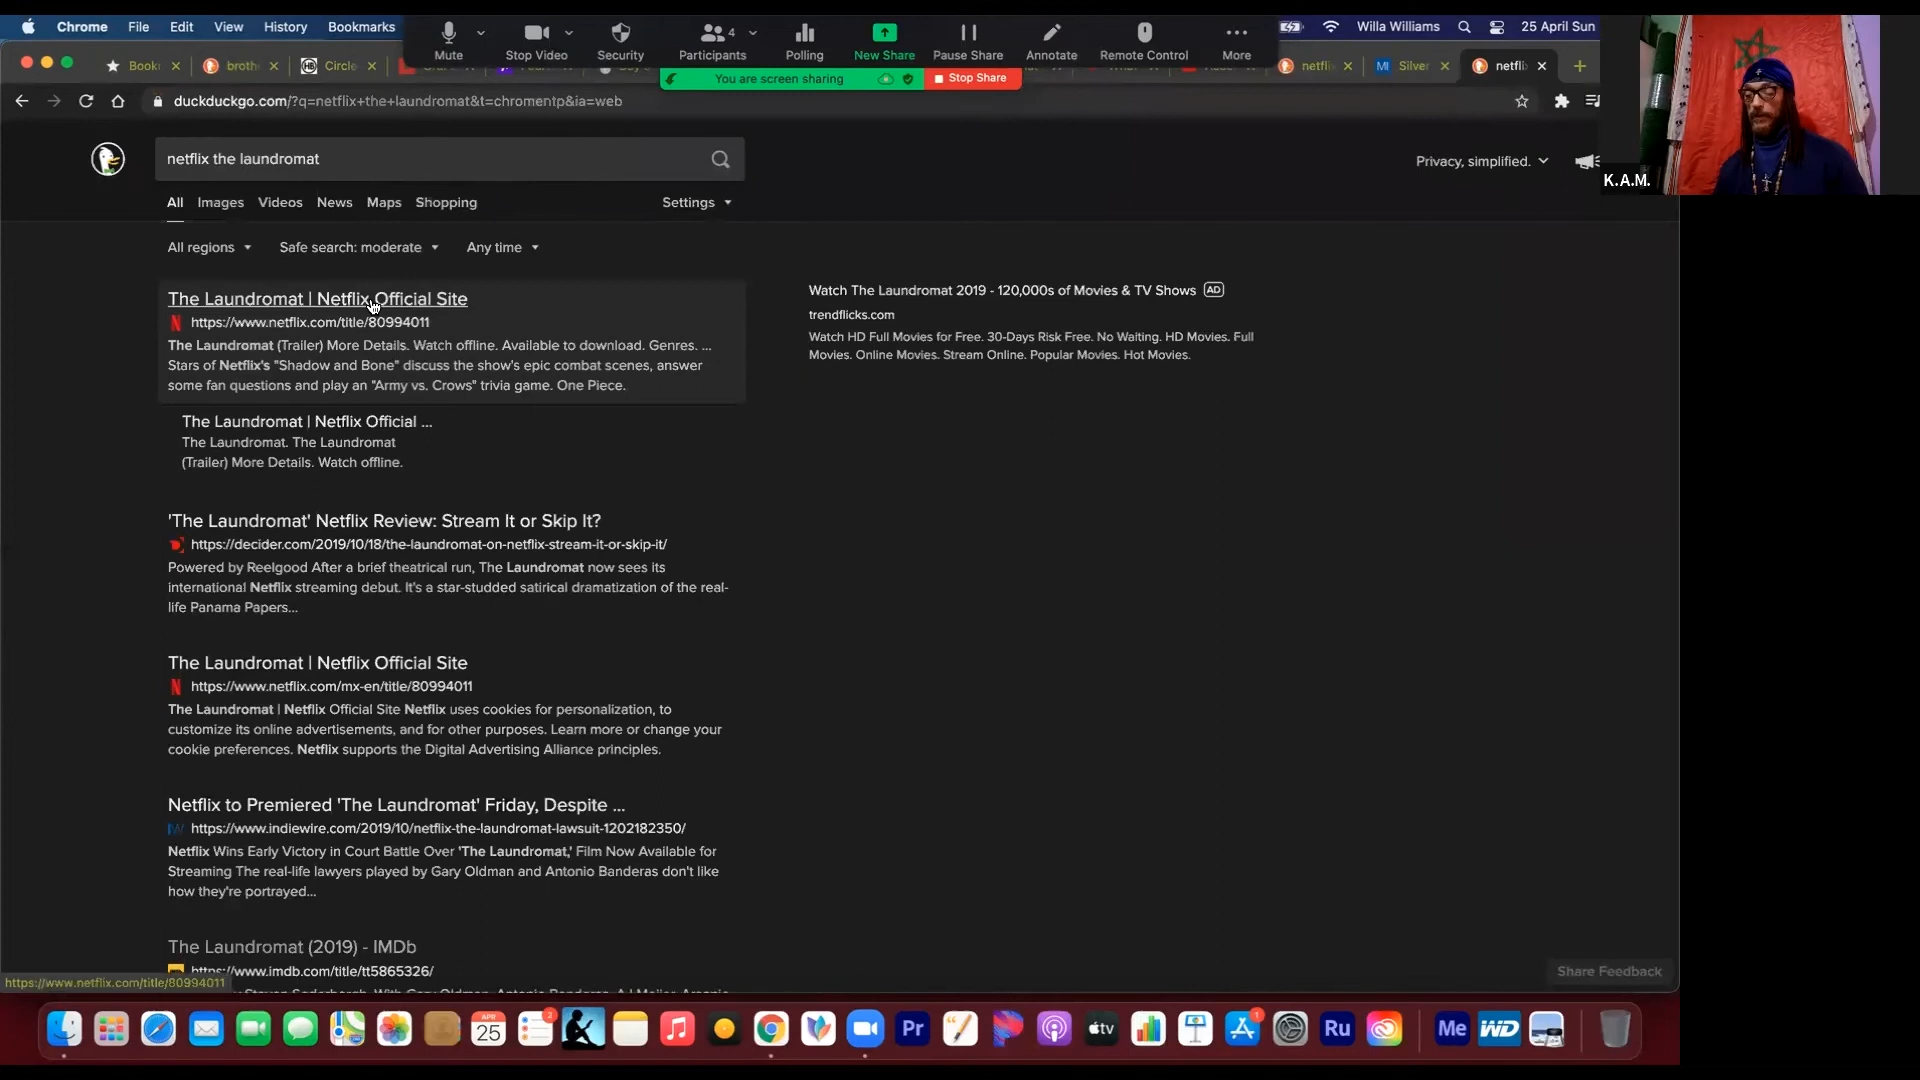 Chrome File Edit View History Bookmarks
Willa Williams 25 April Sun
Mute Stop Video Security Participants 4 Polling New Share Pause Share Annotate Remote Control More
You are screen sharing Stop Share
Book broth Circle netfli Silver netfli
duckduckgo.com/?q=netflix+the+laundromat&t=chromentp&ia=web
K.A.M.
netflix the laundromat
Privacy, simplified.
All Images Videos News Maps Shopping Settings
All regions Safe search: moderate Any time
The Laundromat | Netflix Official Site
https://www.netflix.com/title/80994011
The Laundromat (Trailer) More Details. Watch offline. Available to download. Genres. ...
Stars of Netflix's "Shadow and Bone" discuss the show's epic combat scenes, answer
some fan questions and play an "Army vs. Crows" trivia game. One Piece.
Watch The Laundromat 2019 - 120,000s of Movies & TV Shows AD
trendflicks.com
Watch HD Full Movies for Free. 30-Days Risk Free. No Waiting. HD Movies. Full
Movies. Online Movies. Stream Online. Popular Movies. Hot Movies.
The Laundromat | Netflix Official ...
The Laundromat. The Laundromat
(Trailer) More Details. Watch offline.
'The Laundromat' Netflix Review: Stream It or Skip It?
https://decider.com/2019/10/18/the-laundromat-on-netflix-stream-it-or-skip-it/
Powered by Reelgood After a brief theatrical run, The Laundromat now sees its
international Netflix streaming debut. It's a star-studded satirical dramatization of the real-
life Panama Papers...
The Laundromat | Netflix Official Site
https://www.netflix.com/mx-en/title/80994011
The Laundromat | Netflix Official Site Netflix uses cookies for personalization, to
customize its online advertisements, and for other purposes. Learn more or change your
cookie preferences. Netflix supports the Digital Advertising Alliance principles.
Netflix to Premiered 'The Laundromat' Friday, Despite ...
https://www.indiewire.com/2019/10/netflix-the-laundromat-lawsuit-1202182350/
Netflix Wins Early Victory in Court Battle Over 'The Laundromat,' Film Now Available for
Streaming The real-life lawyers played by Gary Oldman and Antonio Banderas don't like
how they're portrayed...
The Laundromat (2019) - IMDb
https://www.imdb.com/title/tt5865326/
Share Feedback
https://www.netflix.com/title/80994011
APR 25 2 tv Pr 1 Ru Me WD